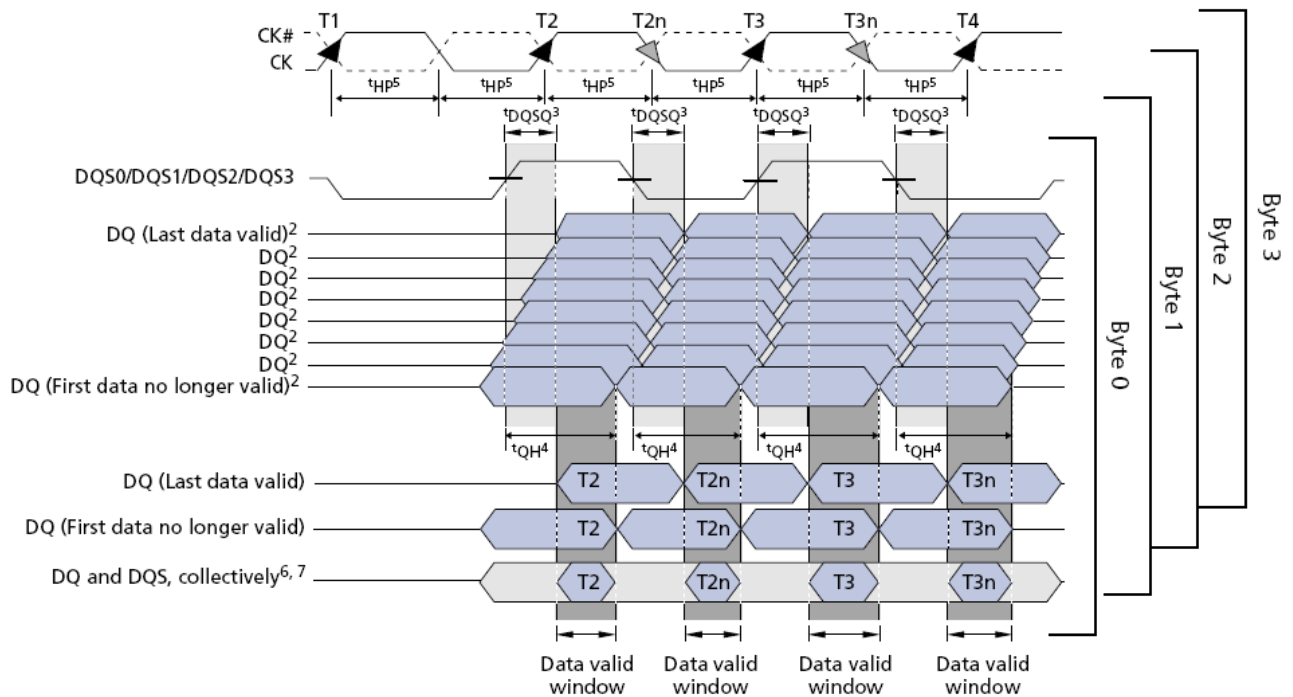 T1 T2 T2n T3 T3n T4
CK#
CK
tHP5 tHP5 tHP5 tHP5 tHP5 tHP5
tDQSQ3 tDQSQ3 tDQSQ3 tDQSQ3
DQS0/DQS1/DQS2/DQS3
DQ (Last data valid)2
DQ2
DQ2
DQ2
DQ2
DQ2
DQ2
DQ (First data no longer valid)2
tQH4 tQH4 tQH4 tQH4
DQ (Last data valid) T2 T2n T3 T3n
DQ (First data no longer valid) T2 T2n T3 T3n
DQ and DQS, collectively6, 7 T2 T2n T3 T3n
Data valid window
Data valid window
Data valid window
Data valid window
Byte 0
Byte 1
Byte 2
Byte 3